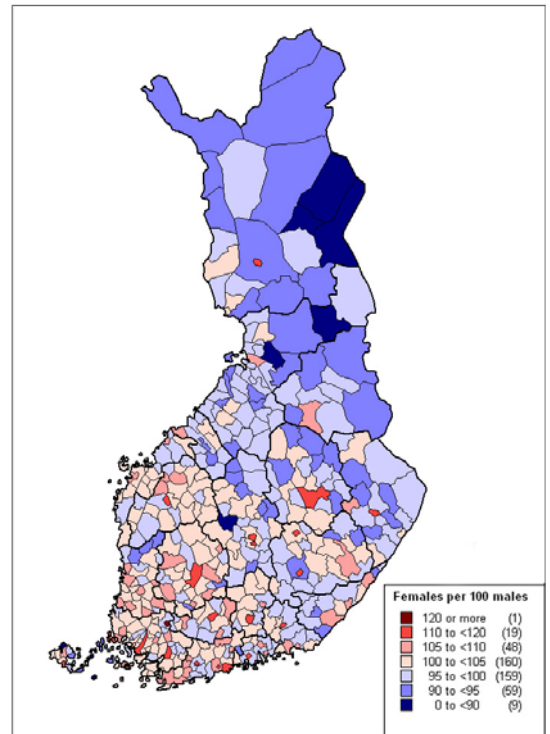 Females per 100 males
120 or more (1)
110 to <120 (19)
105 to <110 (48)
100 to <105 (160)
95 to <100 (159)
90 to <95 (59)
0 to <90 (9)